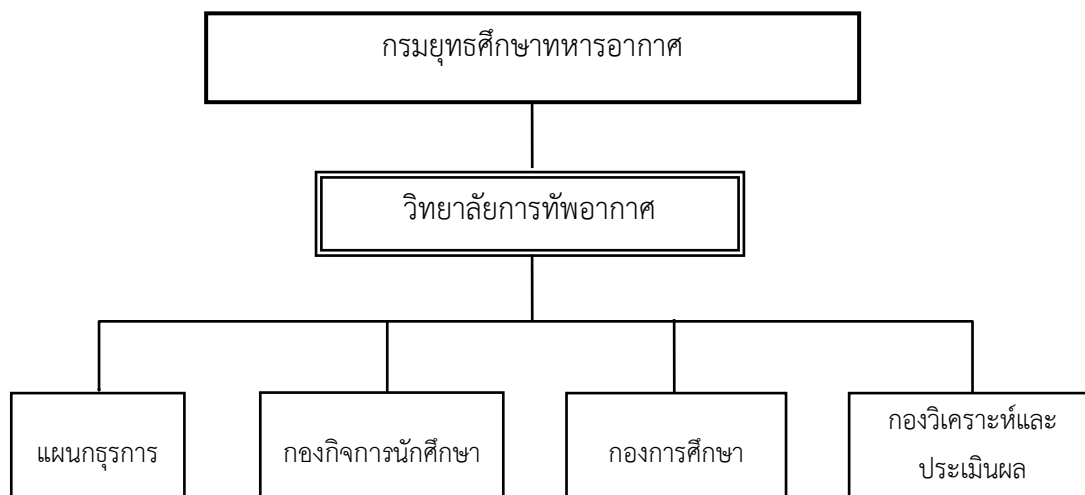 กรมยุทธศึกษาทหารอากาศ
วิทยาลัยการทัพอากาศ
แผนกธุรการ
กองกิจการนักศึกษา
กองการศึกษา
กองวิเคราะห์และ
ประเมินผล